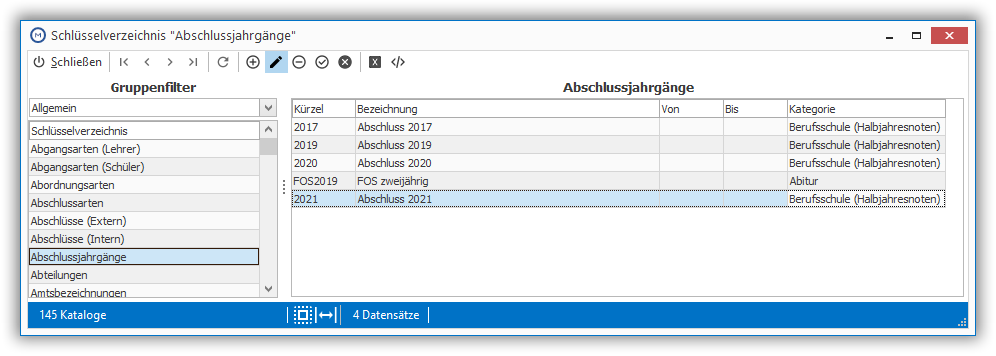 Schlüsselverzeichnis "Abschlussjahrgänge"
Schließen
Gruppenfilter
Allgemein
Schlüsselverzeichnis
Abgangsarten (Lehrer)
Abgangsarten (Schüler)
Abordnungsarten
Abschlussarten
Abschlüsse (Extern)
Abschlüsse (Intern)
Abschlussjahrgänge
Abteilungen
Amtsbezeichnungen
Abschlussjahrgänge
Kürzel Bezeichnung Von Bis Kategorie
2017 Abschluss 2017 Berufsschule (Halbjahresnoten)
2019 Abschluss 2019 Berufsschule (Halbjahresnoten)
2020 Abschluss 2020 Berufsschule (Halbjahresnoten)
FOS2019 FOS zweijährig Abitur
2021 Abschluss 2021 Berufsschule (Halbjahresnoten)
145 Kataloge 4 Datensätze